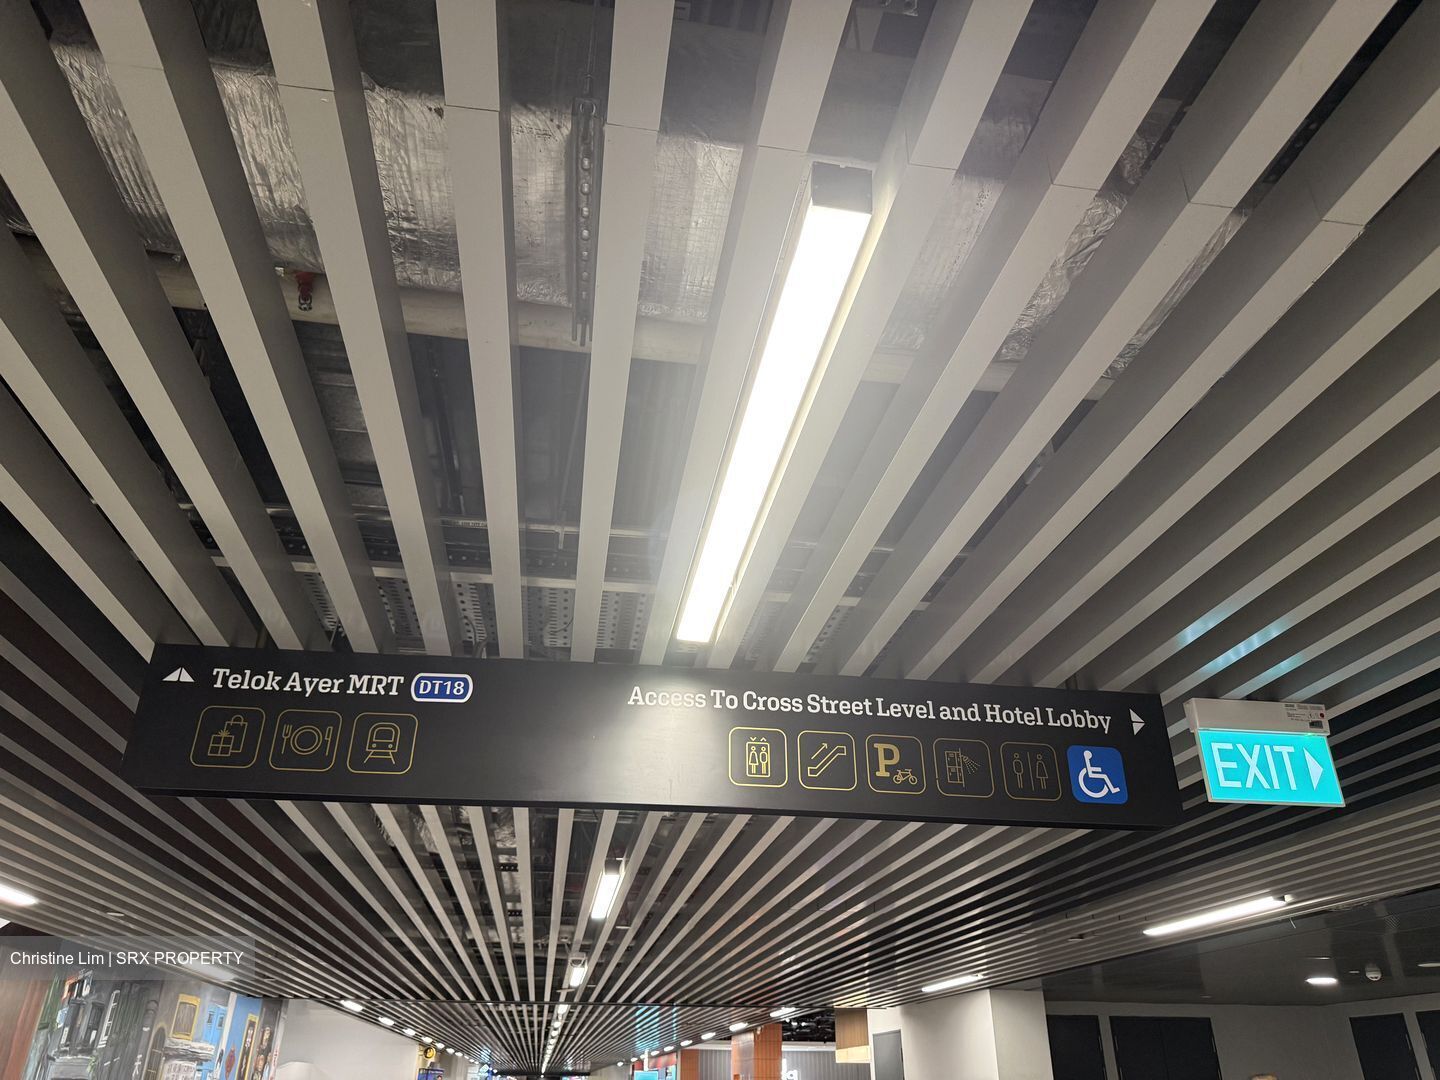 Telok Ayer MRT DT18
Access To Cross Street Level and Hotel Lobby
P
EXIT
Christine Lim | SRX PROPERTY